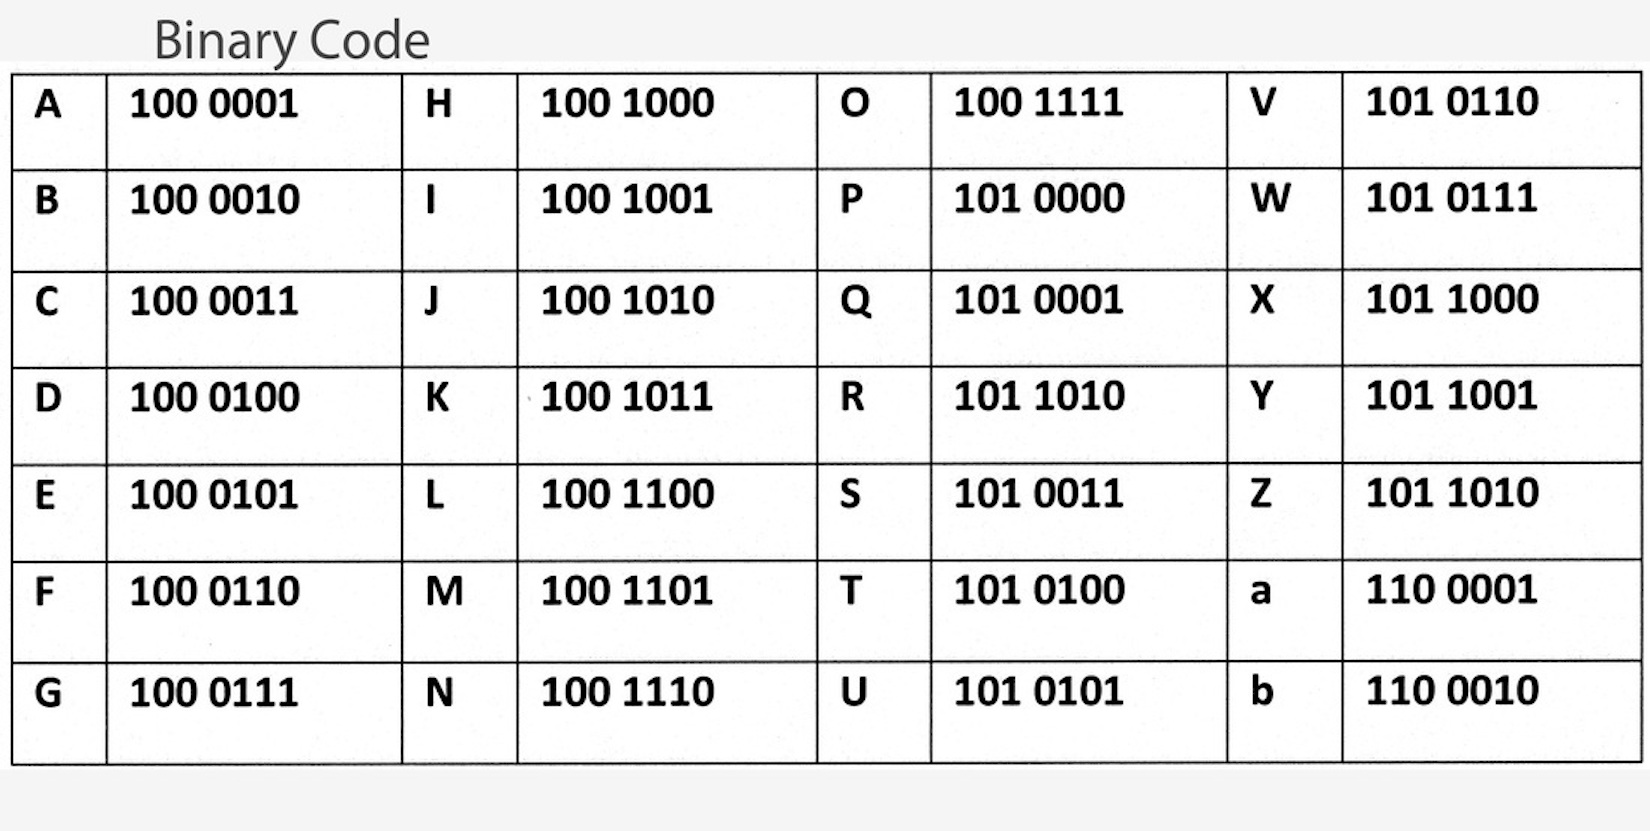 Binary Code
A 100 0001 H 100 1000 O 100 1111 V 101 0110
B 100 0010 I 100 1001 P 101 0000 W 101 0111
C 100 0011 J 100 1010 Q 101 0001 X 101 1000
D 100 0100 K 100 1011 R 101 1010 Y 101 1001
E 100 0101 L 100 1100 S 101 0011 Z 101 1010
F 100 0110 M 100 1101 T 101 0100 a 110 0001
G 100 0111 N 100 1110 U 101 0101 b 110 0010